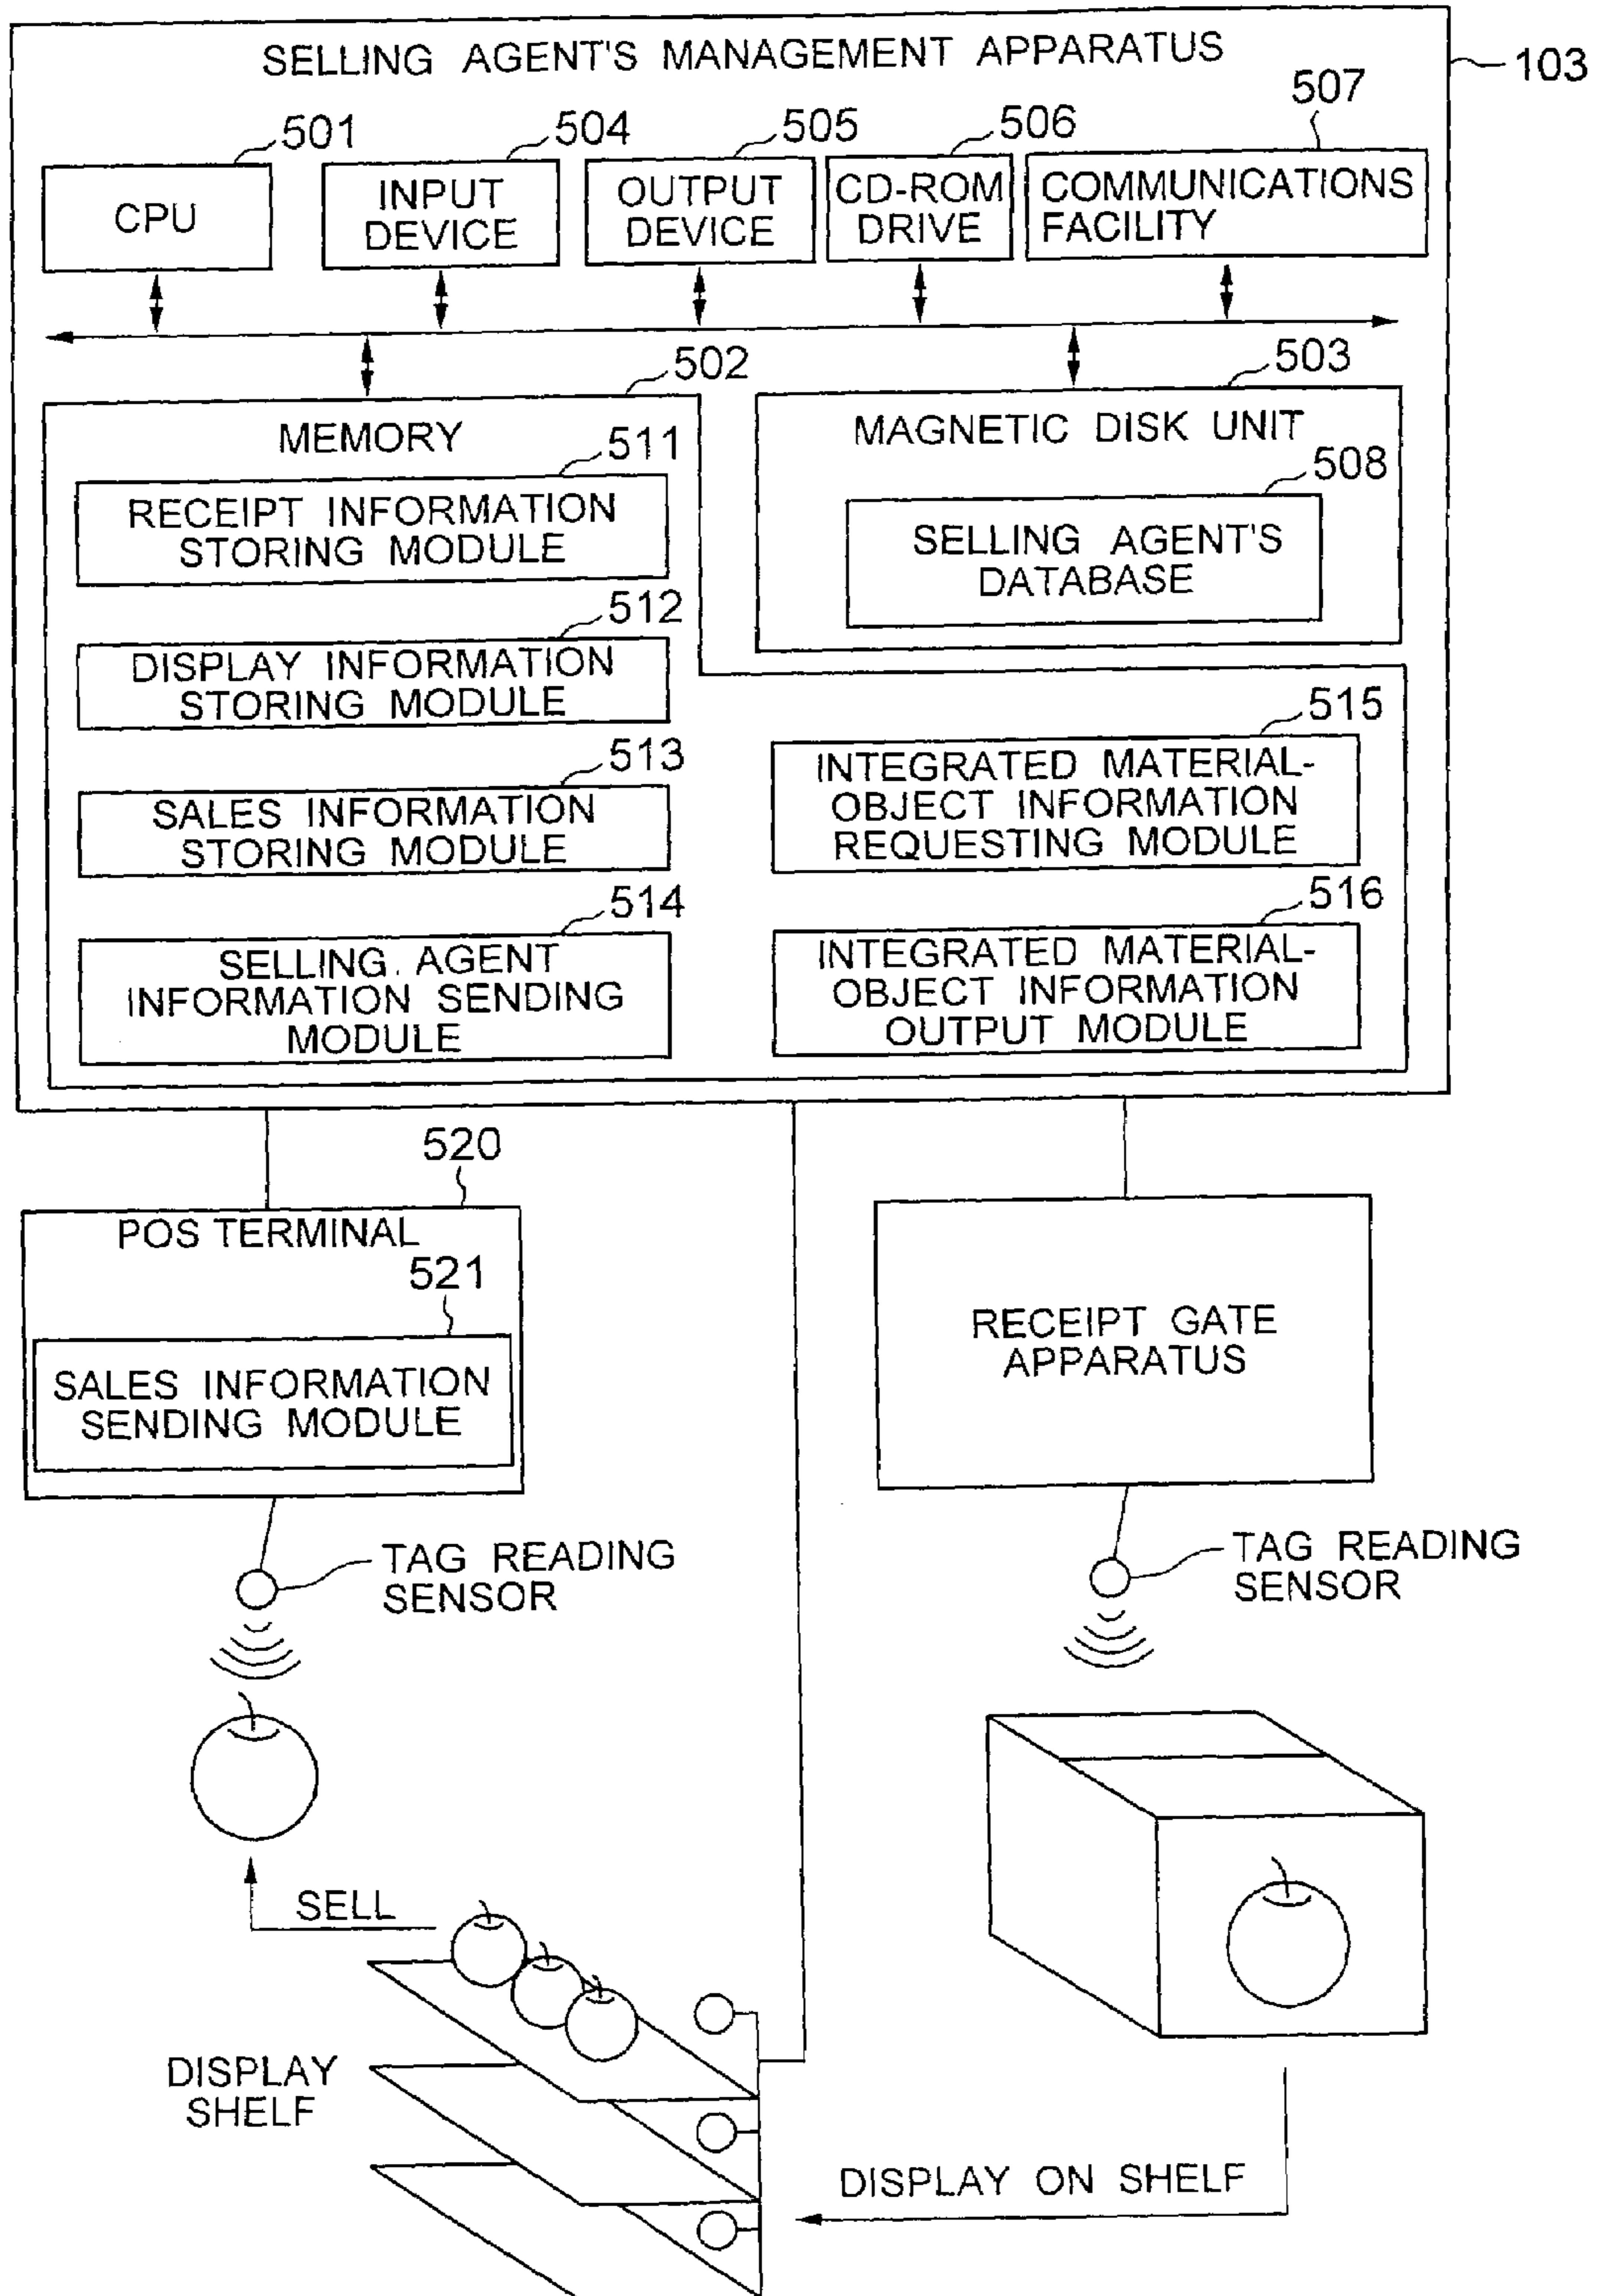 SELLING AGENT'S MANAGEMENT APPARATUS
103
501
504
505
506
507
CPU
INPUT
DEVICE
OUTPUT
DEVICE
CD-ROM
DRIVE
COMMUNICATIONS
FACILITY
502
503
MEMORY
511
RECEIPT INFORMATION
STORING MODULE
512
DISPLAY INFORMATION
STORING MODULE
513
SALES INFORMATION
STORING MODULE
514
SELLING. AGENT
INFORMATION SENDING
MODULE
MAGNETIC DISK UNIT
508
SELLING AGENT'S
DATABASE
515
INTEGRATED MATERIAL-
OBJECT INFORMATION
REQUESTING MODULE
516
INTEGRATED MATERIAL-
OBJECT INFORMATION
OUTPUT MODULE
520
POS TERMINAL
521
SALES INFORMATION
SENDING MODULE
RECEIPT GATE
APPARATUS
TAG READING
SENSOR
TAG READING
SENSOR
SELL
DISPLAY
SHELF
DISPLAY ON SHELF